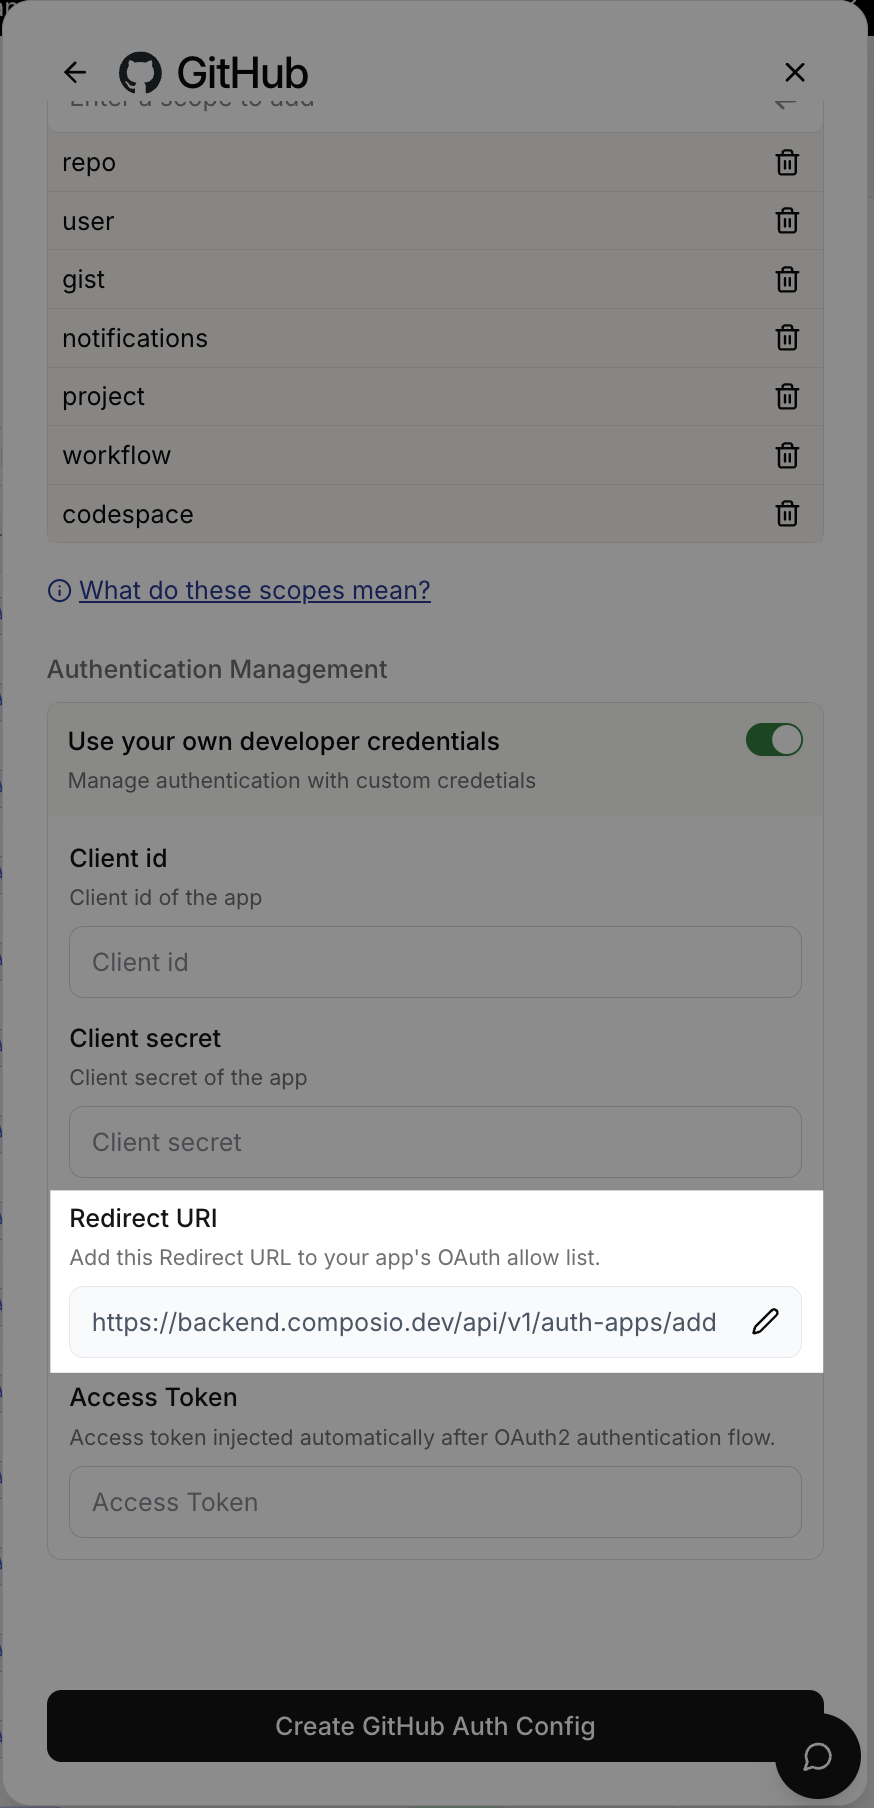 GitHub
Enter a scope to add
repo
user
gist
notifications
project
workflow
codespace
What do these scopes mean?
Authentication Management
Use your own developer credentials
Manage authentication with custom credetials
Client id
Client id of the app
Client id
Client secret
Client secret of the app
Client secret
Redirect URI
Add this Redirect URL to your app's OAuth allow list.
https://backend.composio.dev/api/v1/auth-apps/add
Access Token
Access token injected automatically after OAuth2 authentication flow.
Access Token
Create GitHub Auth Config